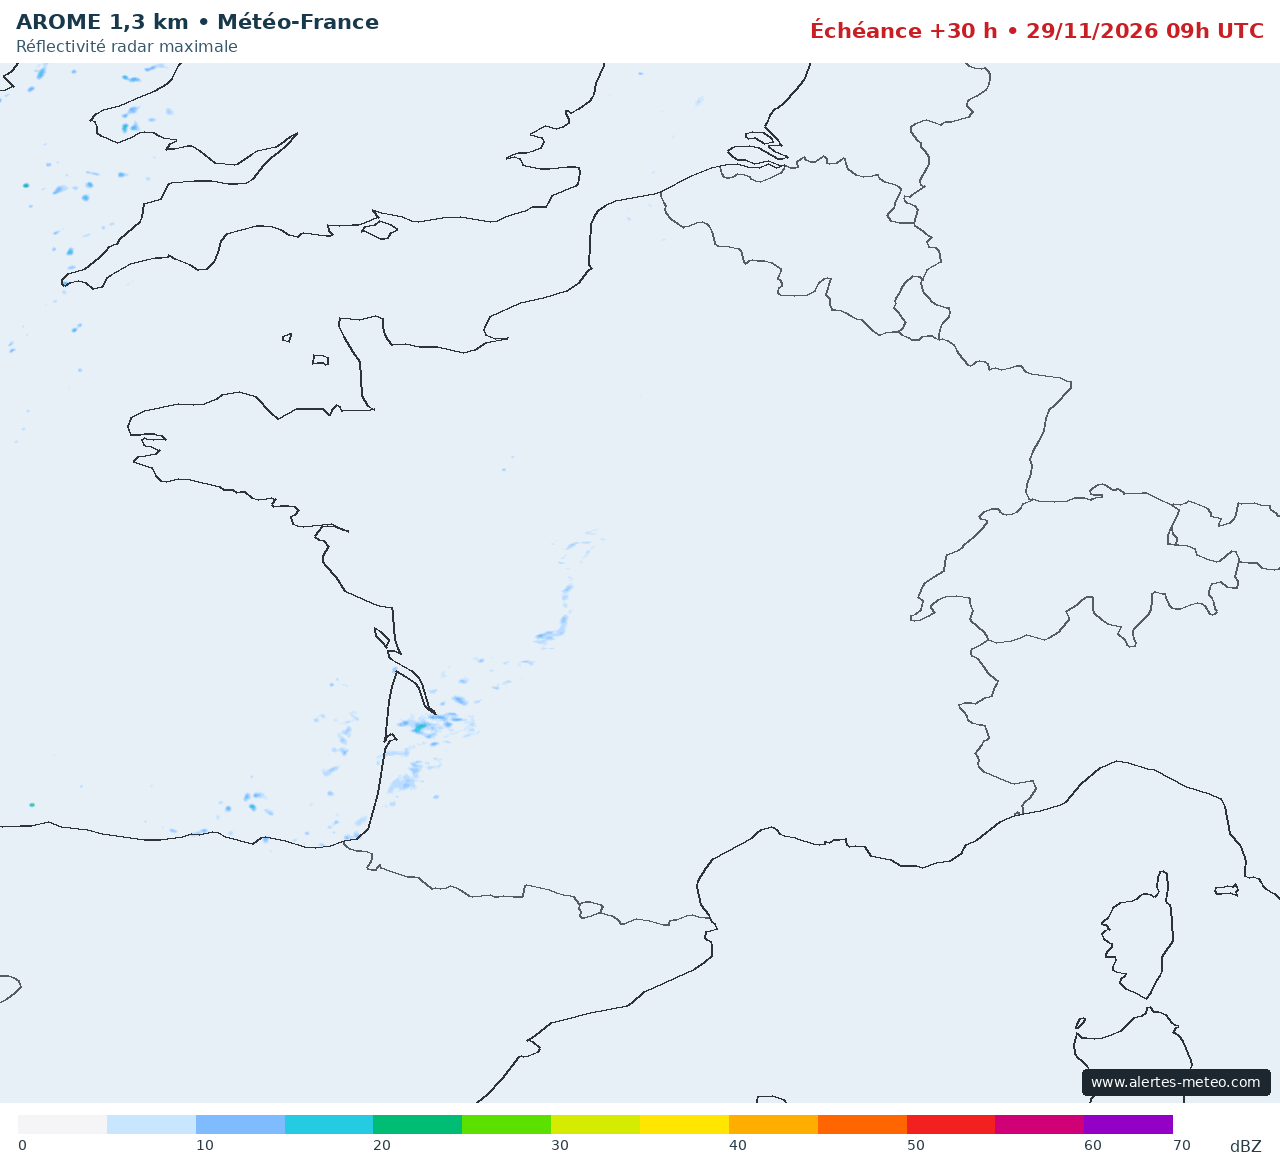 AROME 1,3 km • Météo-France
Réflectivité radar maximale
Échéance +30 h • 29/11/2026 09h UTC
www.alertes-meteo.com
0 10 20 30 40 50 60 70 dBZ